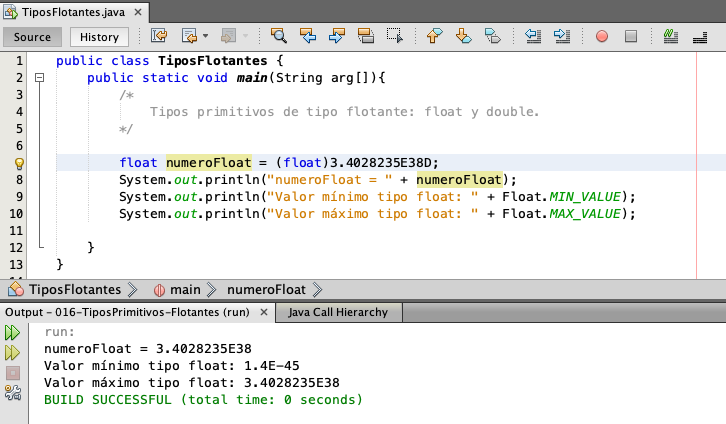 TiposFlotantes.java ×
Source History
1 public class TiposFlotantes {
2 public static void main(String arg[]){
3 /*
4 Tipos primitivos de tipo flotante: float y double.
5 */
6
float numeroFloat = (float)3.4028235E38D;
8 System.out.println("numeroFloat = " + numeroFloat);
9 System.out.println("Valor mínimo tipo float: " + Float.MIN_VALUE);
10 System.out.println("Valor máximo tipo float: " + Float.MAX_VALUE);
11
12 }
13 }
TiposFlotantes main numeroFloat
Output – 016-TiposPrimitivos-Flotantes (run) × Java Call Hierarchy
run:
numeroFloat = 3.4028235E38
Valor mínimo tipo float: 1.4E-45
Valor máximo tipo float: 3.4028235E38
BUILD SUCCESSFUL (total time: 0 seconds)